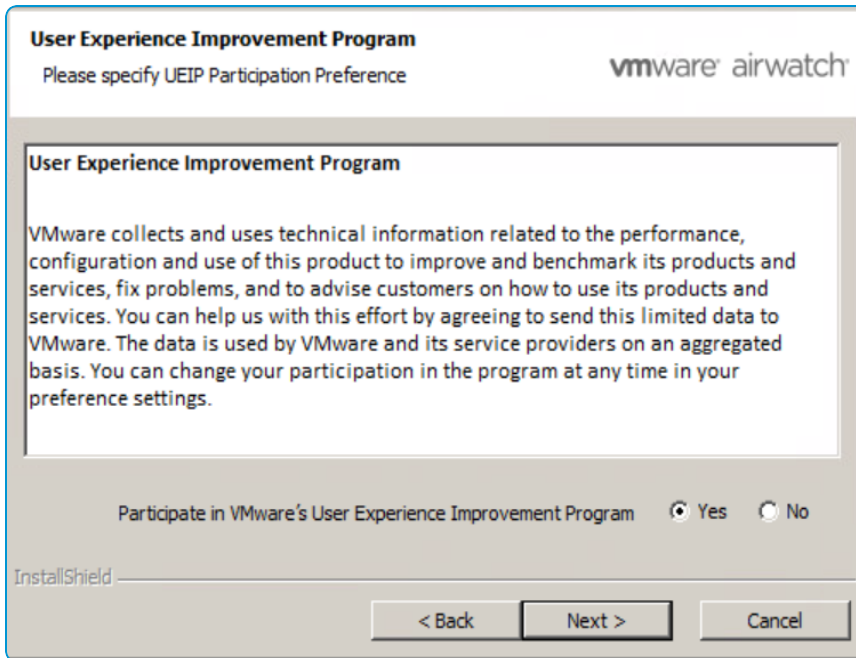 User Experience Improvement Program
Please specify UEIP Participation Preference
vmware airwatch
User Experience Improvement Program
VMware collects and uses technical information related to the performance,
configuration and use of this product to improve and benchmark its products and
services, fix problems, and to advise customers on how to use its products and
services. You can help us with this effort by agreeing to send this limited data to
VMware. The data is used by VMware and its service providers on an aggregated
basis. You can change your participation in the program at any time in your
preference settings.
Participate in VMware's User Experience Improvement Program Yes No
InstallShield
< Back Next > Cancel